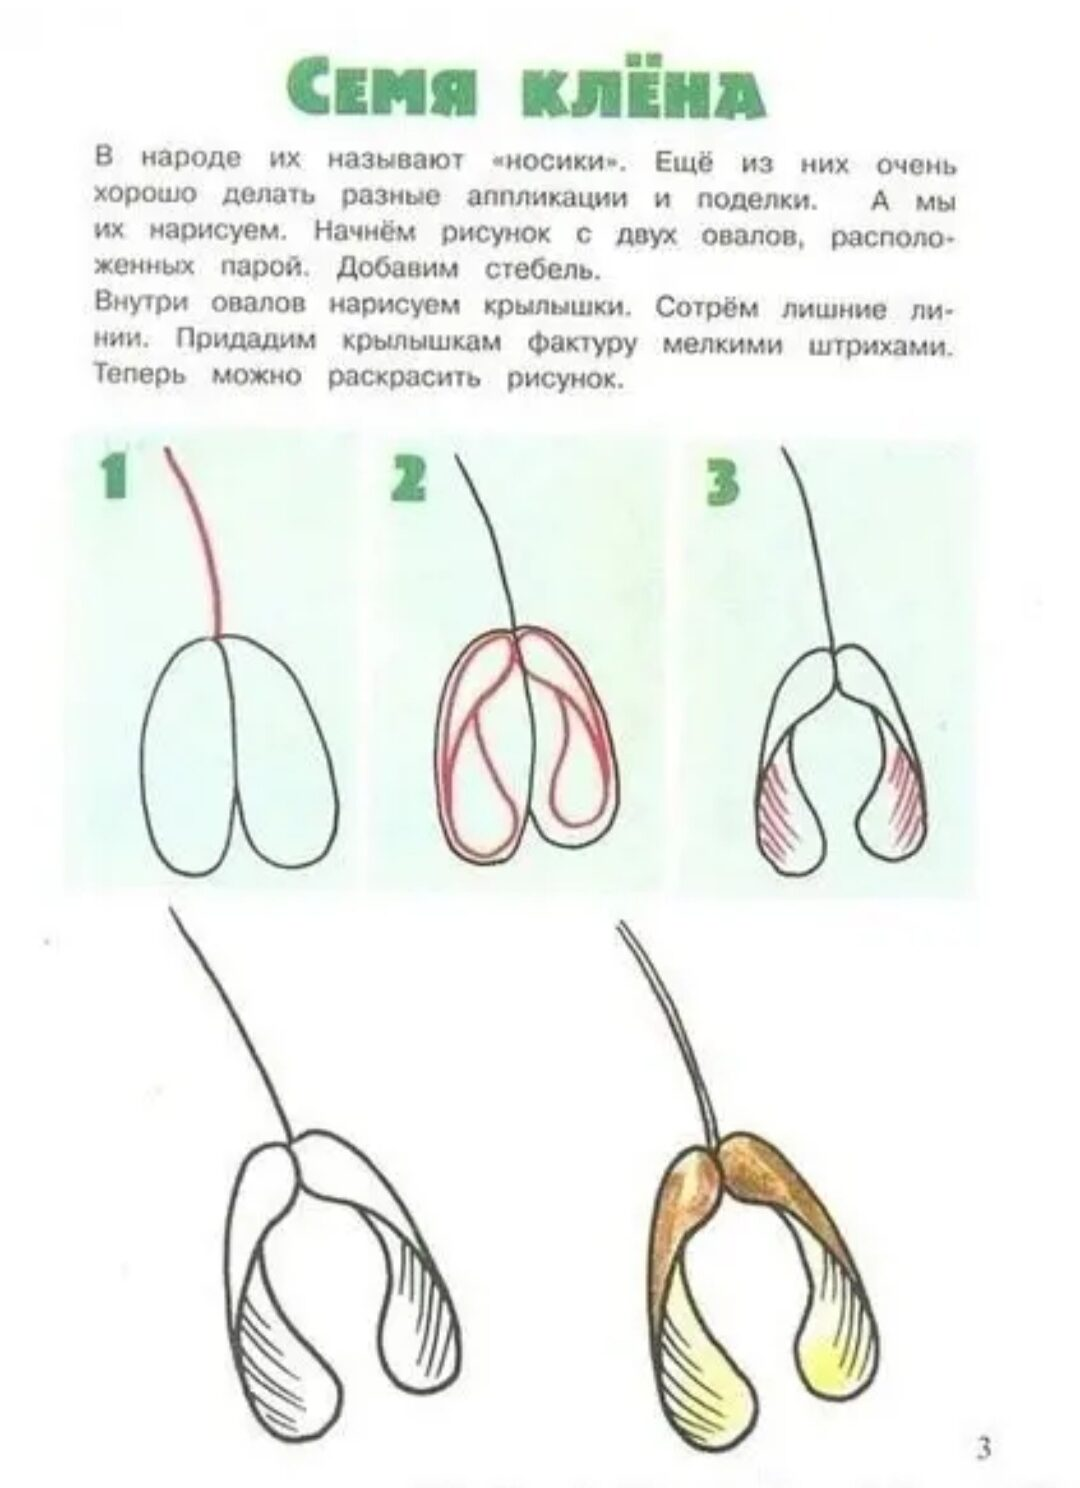 Семя клёна
В народе их называют «носики». Ещё из них очень
хорошо делать разные аппликации и поделки. А мы
их нарисуем. Начнём рисунок с двух овалов, располо-
женных парой. Добавим стебель.
Внутри овалов нарисуем крылышки. Сотрём лишние ли-
нии. Придадим крылышкам фактуру мелкими штрихами.
Теперь можно раскрасить рисунок.
1 2 3
3